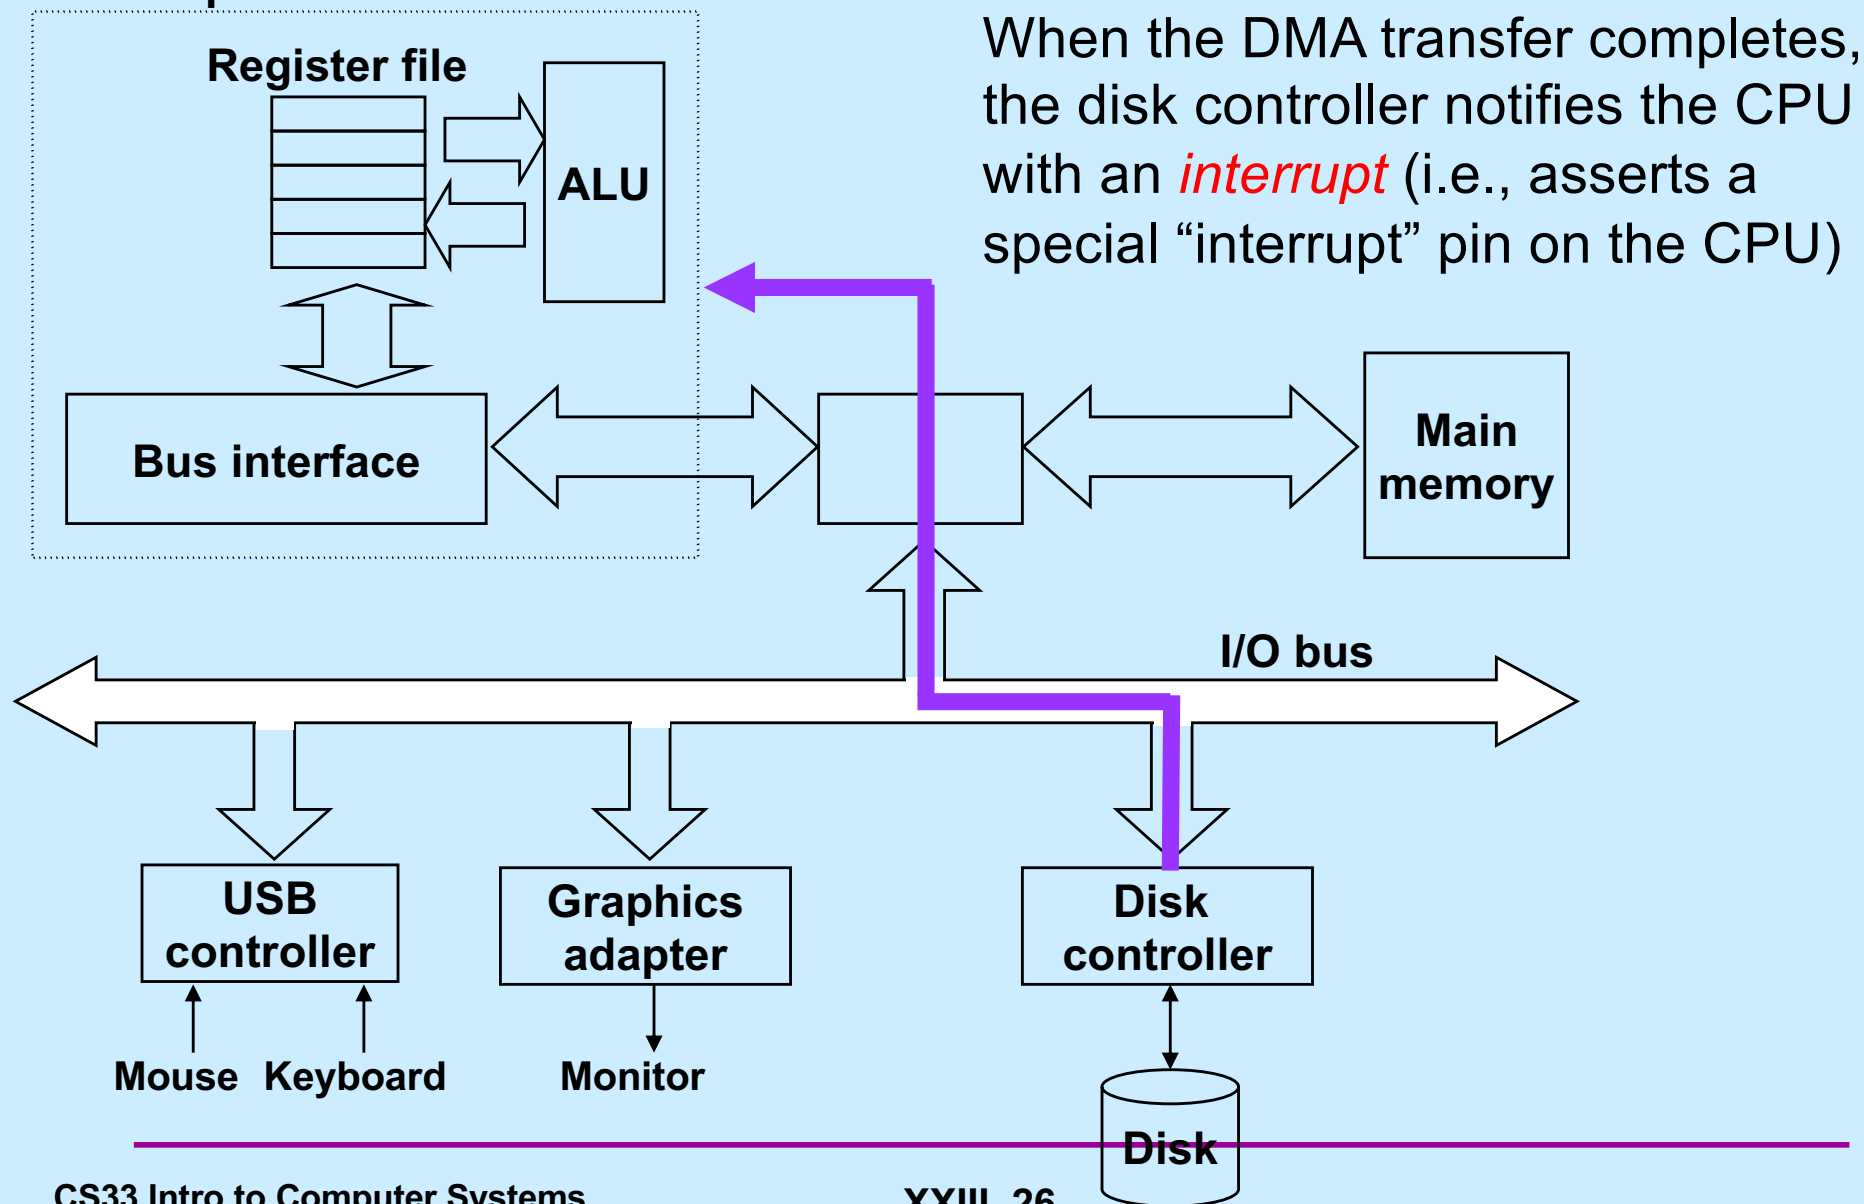 When the DMA transfer completes,
the disk controller notifies the CPU
with an interrupt (i.e., asserts a
special “interrupt” pin on the CPU)
Register file
ALU
Bus interface
Main
memory
I/O bus
USB
controller
Graphics
adapter
Disk
controller
Mouse
Keyboard
Monitor
Disk
CS33 Intro to Computer Systems
XXIII 26